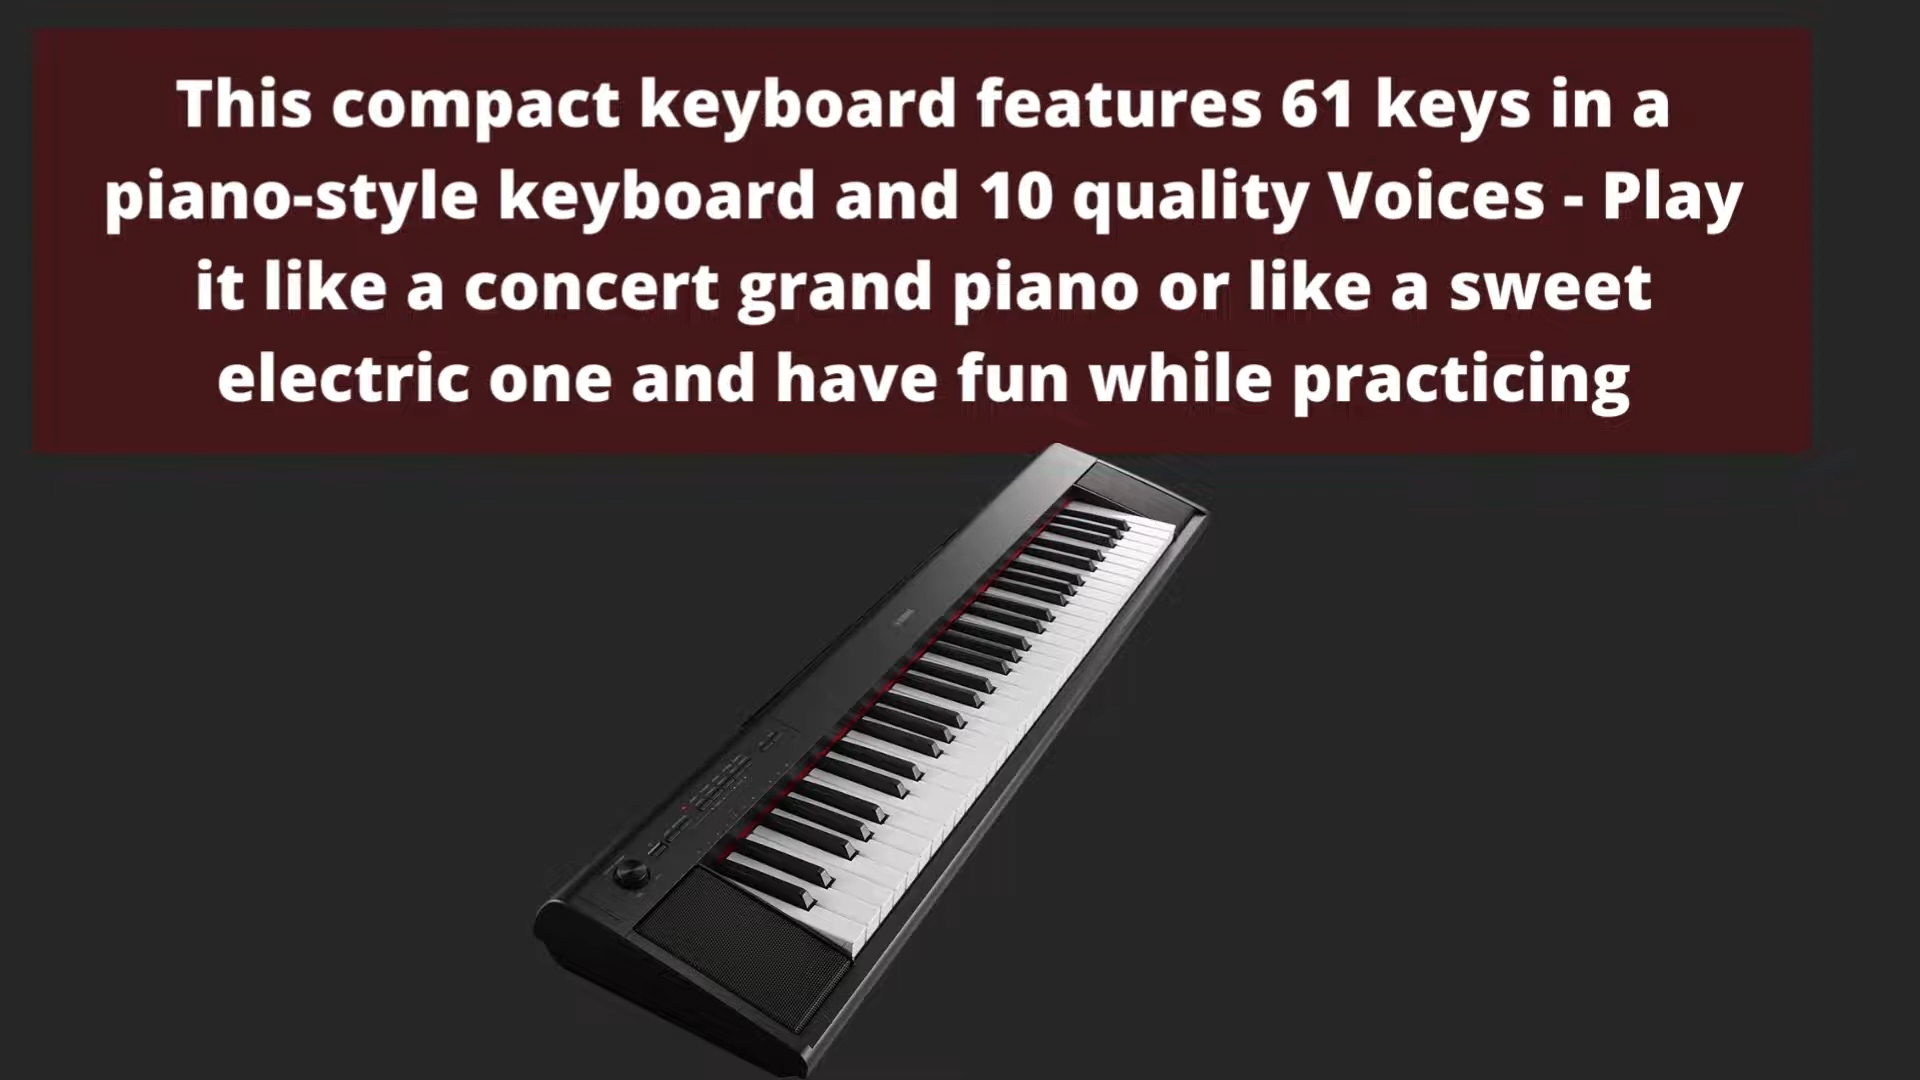 This compact keyboard features 61 keys in a
piano-style keyboard and 10 quality Voices - Play
it like a concert grand piano or like a sweet
electric one and have fun while practicing